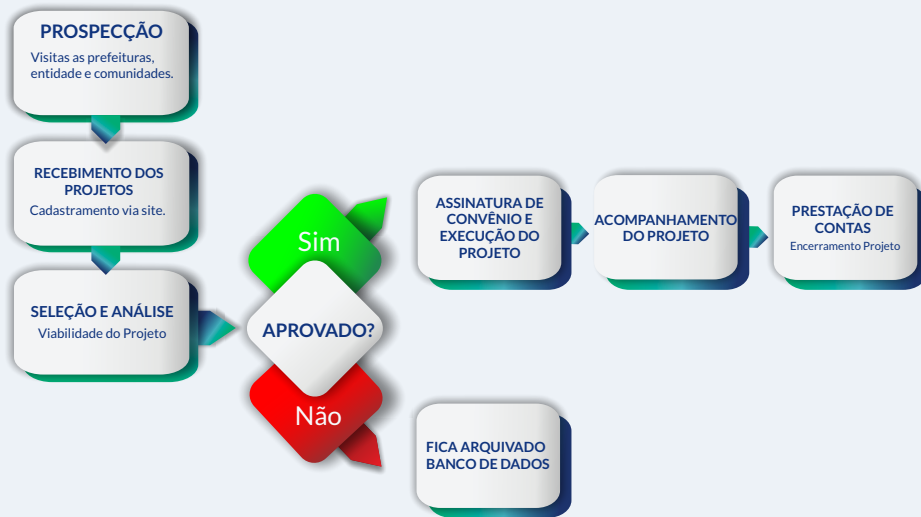 PROSPECÇÃO
Visitas as prefeituras,
entidade e comunidades.
RECEBIMENTO DOS
PROJETOS
Cadastramento via site.
SELEÇÃO E ANÁLISE
Viabilidade do Projeto
Sim
APROVADO?
Não
ASSINATURA DE
CONVÊNIO E
EXECUÇÃO DO
PROJETO
ACOMPANHAMENTO
DO PROJETO
PRESTAÇÃO DE
CONTAS
Encerramento Projeto
FICA ARQUIVADO
BANCO DE DADOS